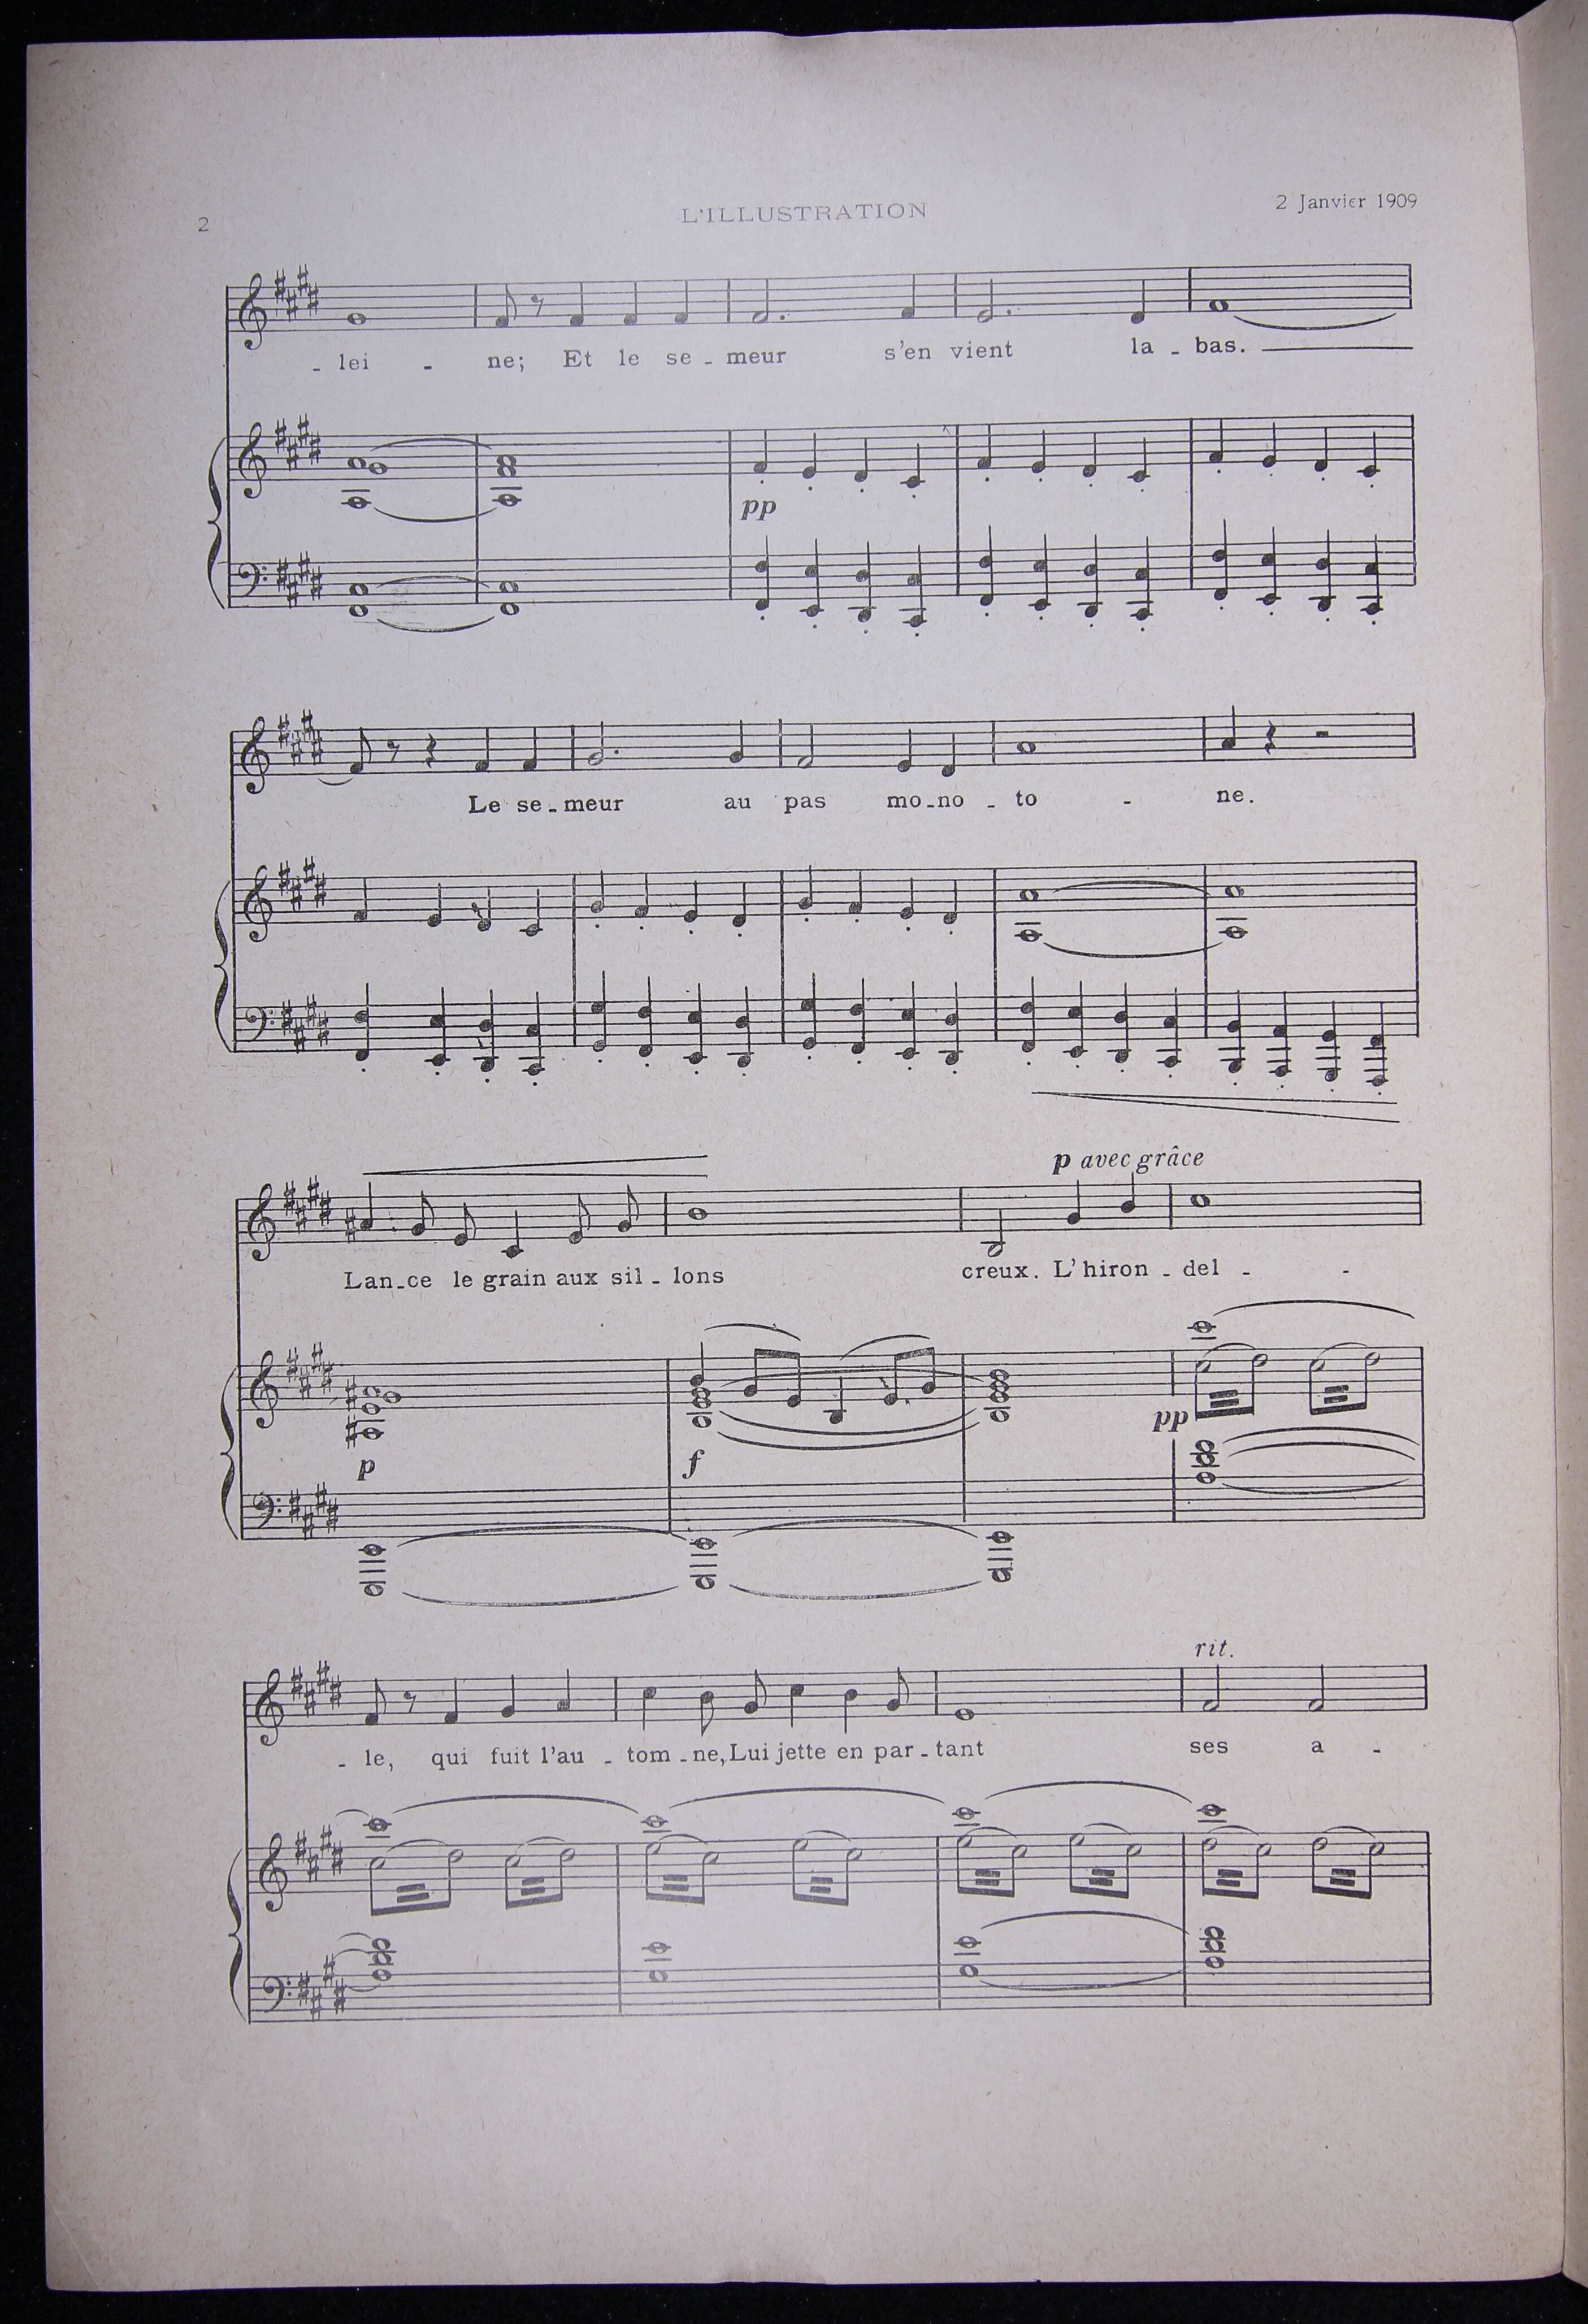 2 L'ILLUSTRATION 2 Janvier 1909
- lei - ne; Et le se - meur s'en vient la - bas.
pp
Le se - meur au pas mo - no - to - ne.
p avec grâce
Lan - ce le grain aux sil - lons creux. L'hiron - del - -
pp
p f
rit.
- le, qui fuit l'au - tom - ne, Lui jette en par - tant ses a -